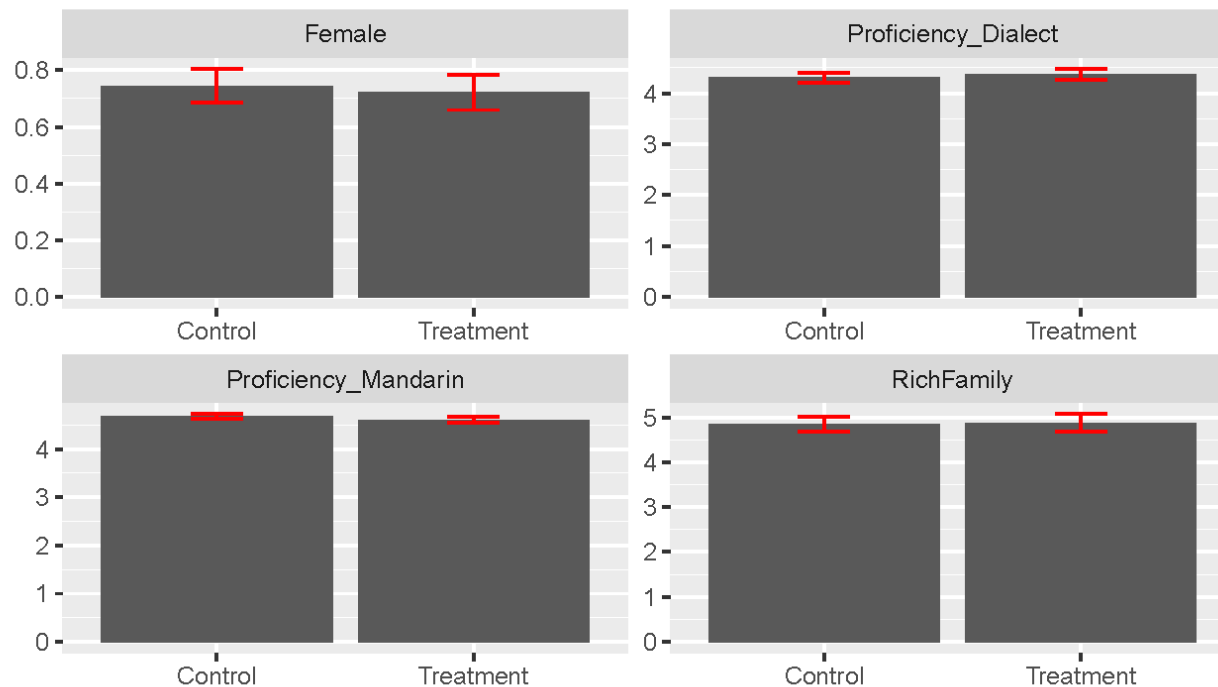 Female
0.8
0.6
0.4
0.2
0.0
Control Treatment
Proficiency_Dialect
4
3
2
1
0
Control Treatment
Proficiency_Mandarin
4
3
2
1
0
Control Treatment
RichFamily
5
4
3
2
1
0
Control Treatment